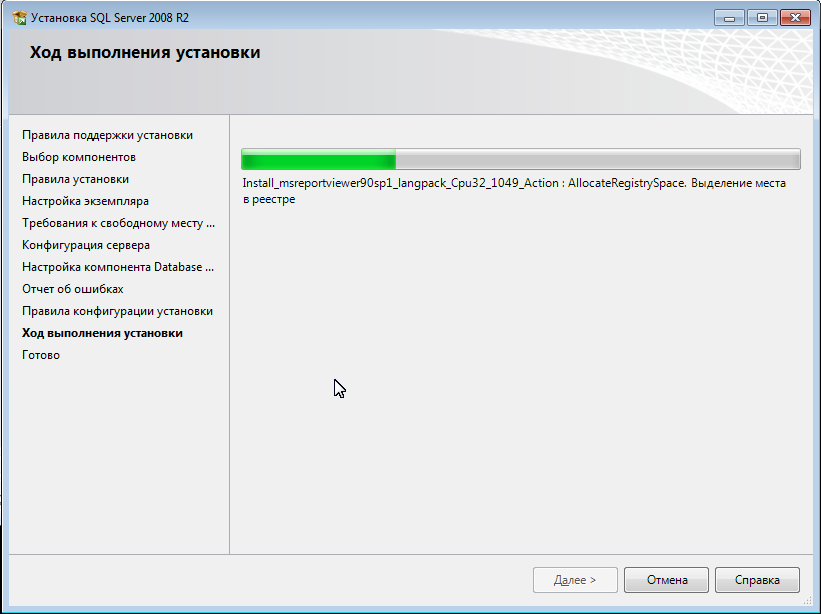 Установка SQL Server 2008 R2
Ход выполнения установки
Правила поддержки установки
Выбор компонентов
Правила установки
Настройка экземпляра
Требования к свободному месту ...
Конфигурация сервера
Настройка компонента Database ...
Отчет об ошибках
Правила конфигурации установки
Ход выполнения установки
Готово
Install_msreportviewer90sp1_langpack_Cpu32_1049_Action : AllocateRegistrySpace. Выделение места
в реестре
Далее >
Отмена
Справка